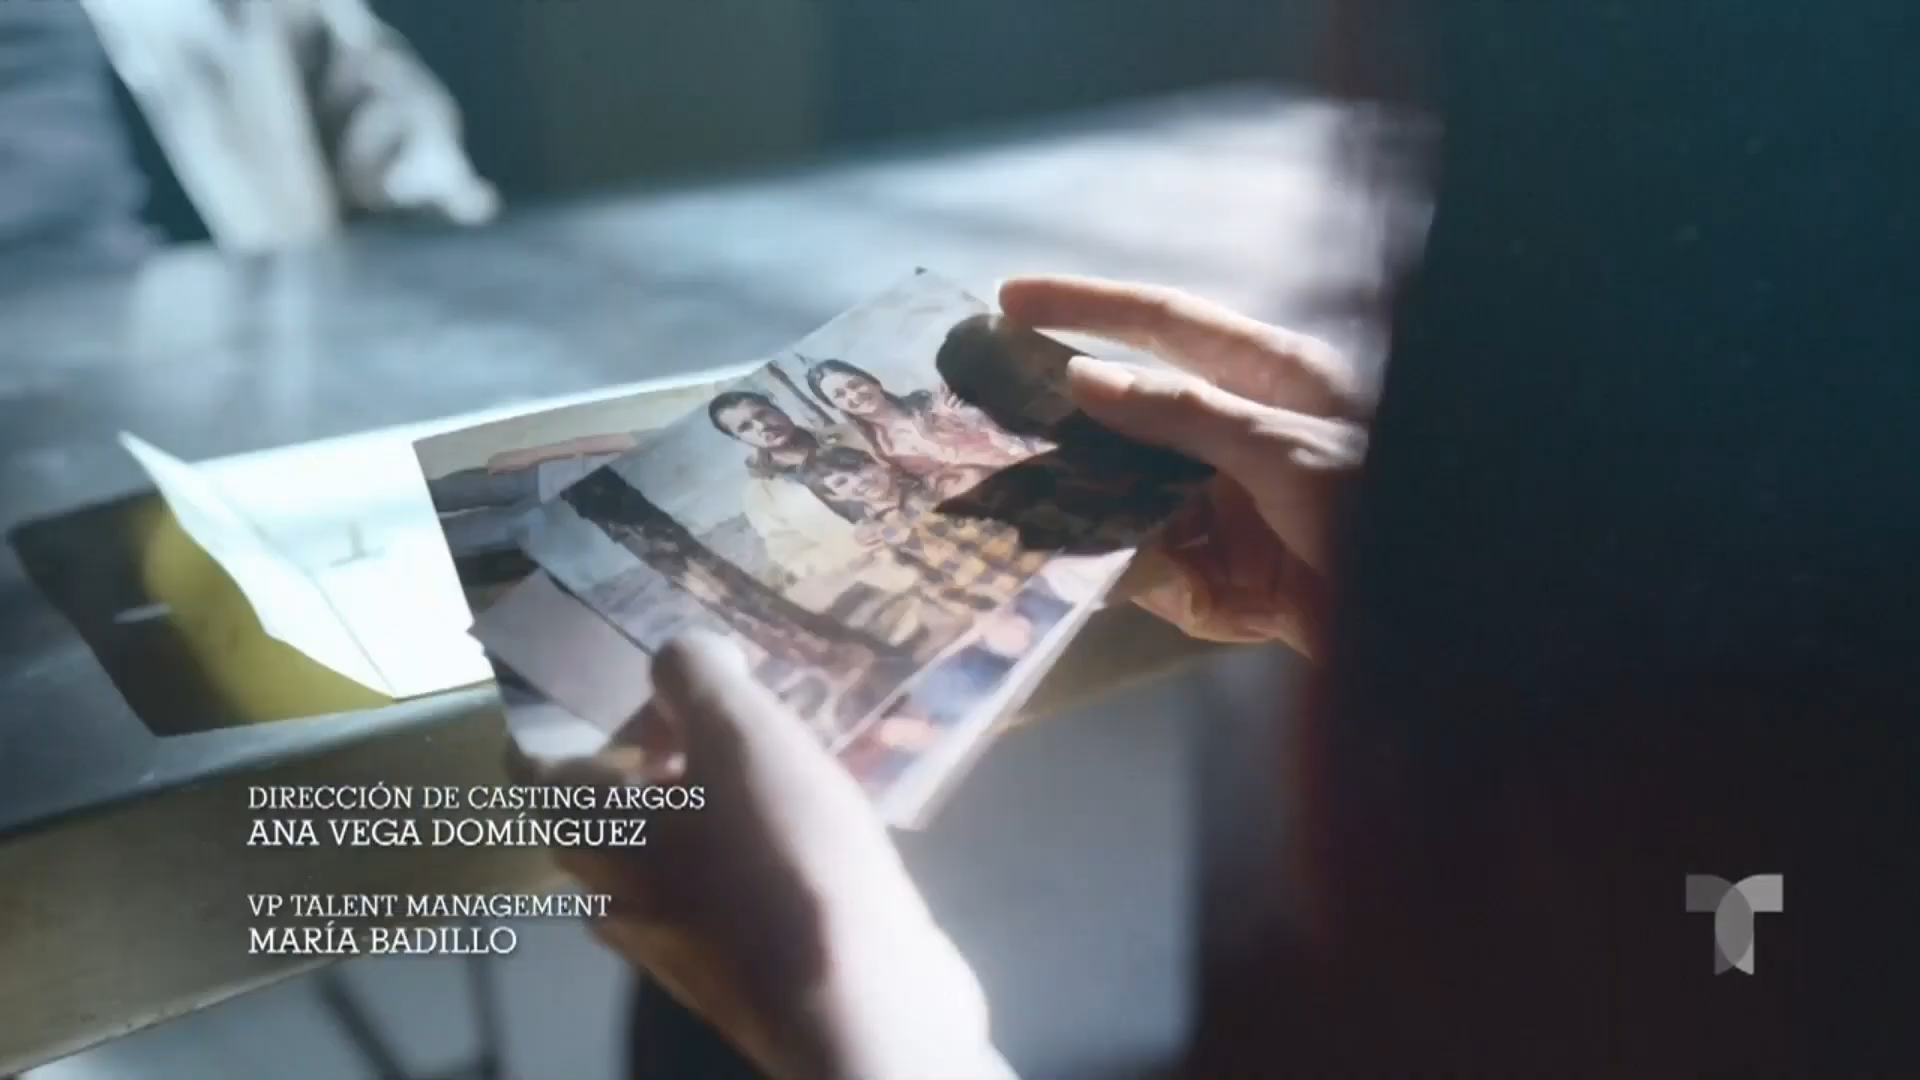 DIRECCIÓN DE CASTING ARGOS
ANA VEGA DOMÍNGUEZ
VP TALENT MANAGEMENT
MARÍA BADILLO